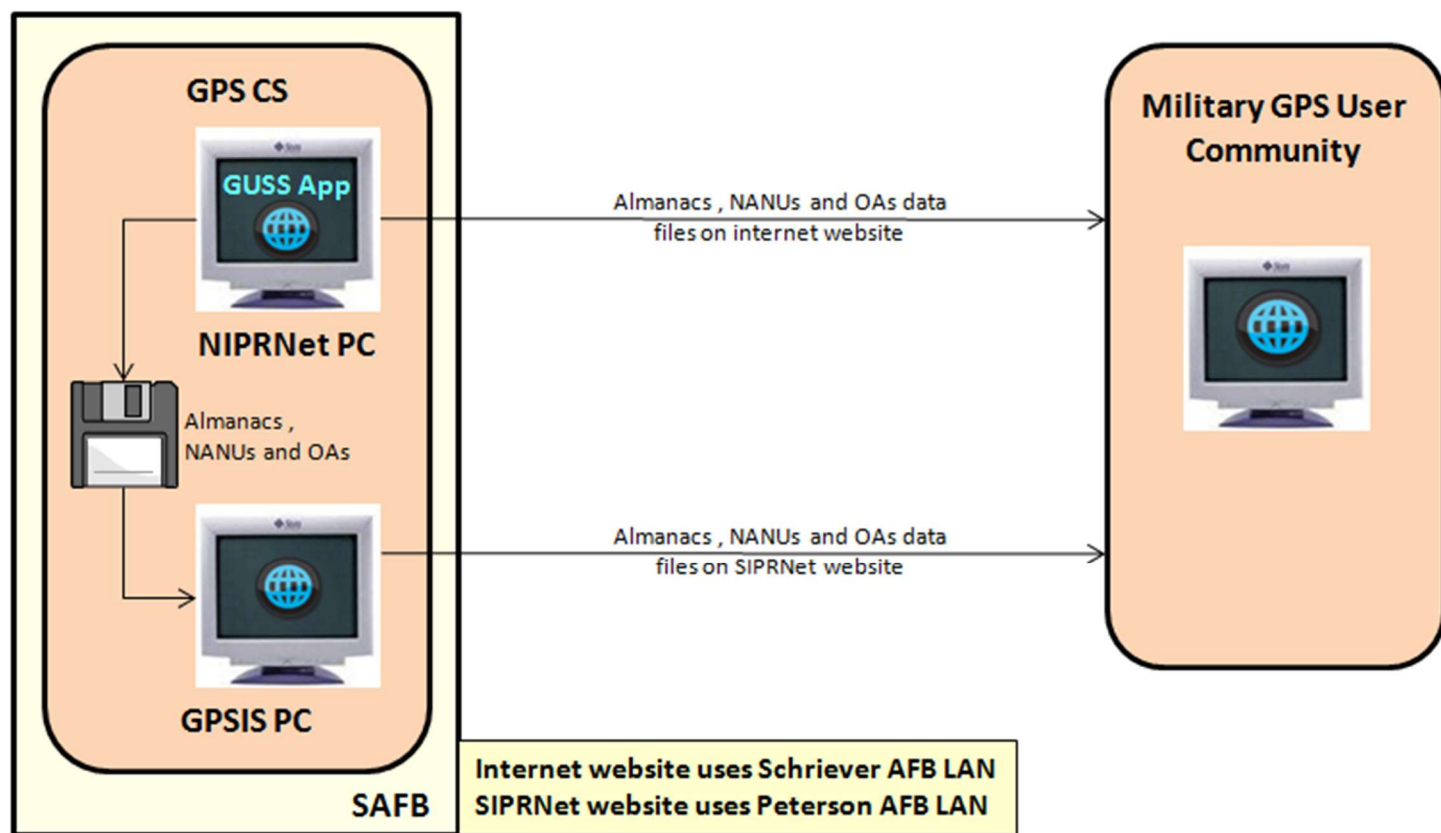 GPS CS
GUSS App
NIPRNet PC
Almanacs ,
NANUs and OAs
GPSIS PC
SAFB
Almanacs , NANUs and OAs data
files on internet website
Almanacs , NANUs and OAs data
files on SIPRNet website
Military GPS User
Community
Internet website uses Schriever AFB LAN
SIPRNet website uses Peterson AFB LAN